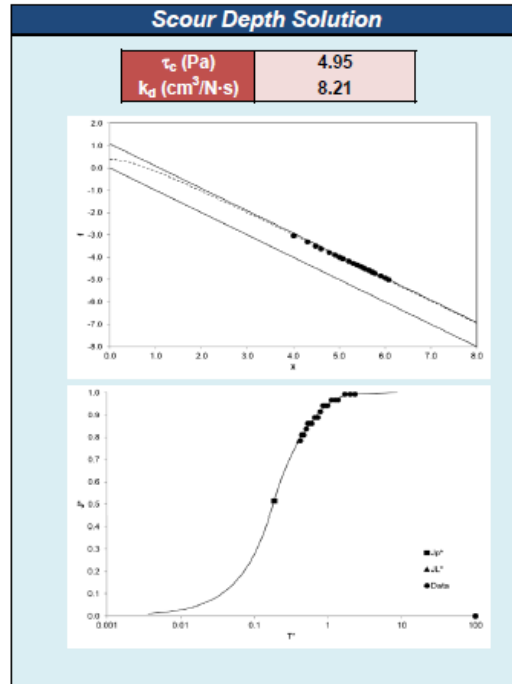 Scour Depth Solution
τc (Pa) 4.95
kd (cm³/N·s) 8.21
2.0
1.0
0.0
-1.0
-2.0
-3.0
f
-4.0
-5.0
-6.0
-7.0
-8.0
0.0 1.0 2.0 3.0 4.0 5.0 6.0 7.0 8.0
x
1.0
0.9
0.8
0.7
0.6
J*
0.5
0.4
0.3
Jp*
0.2
JL*
0.1
Data
0.0
0.001 0.01 0.1 1 10 100
T*